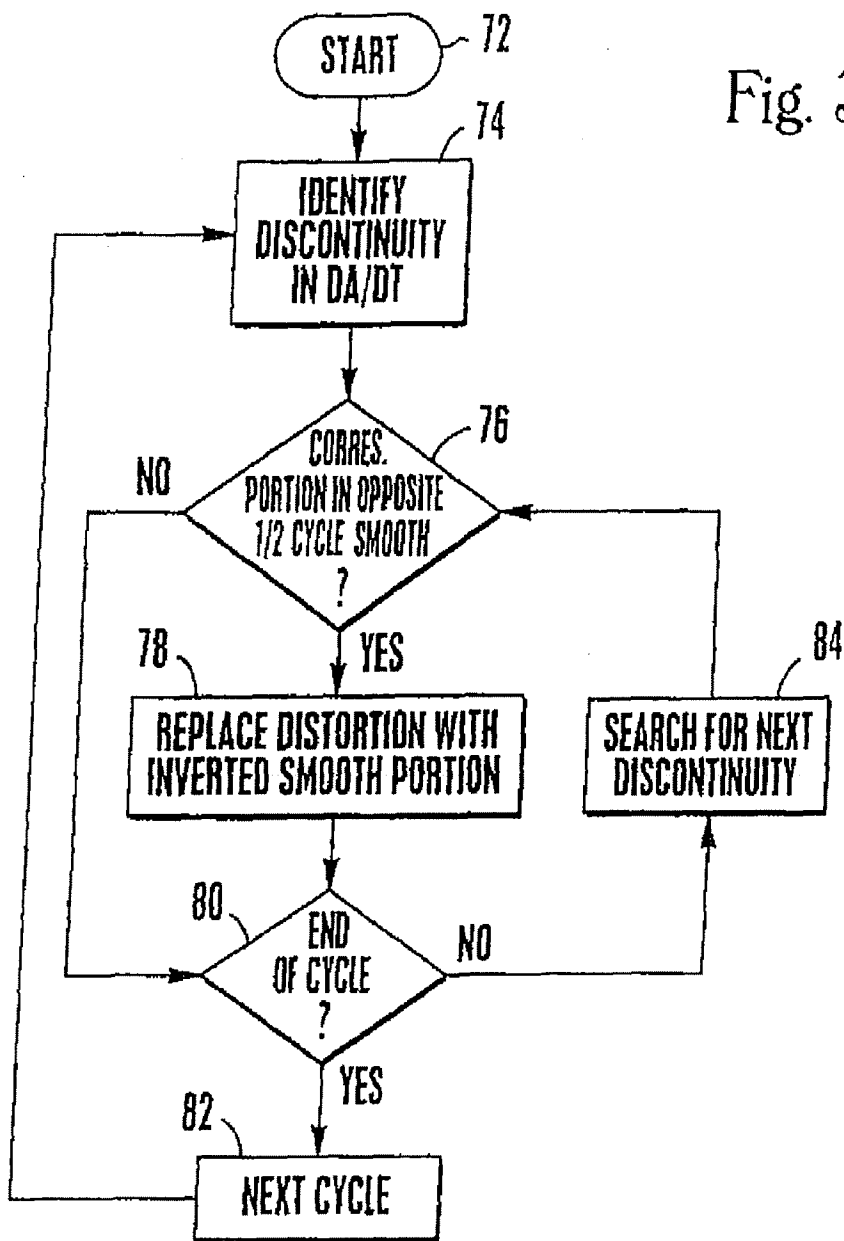 START
72
Fig.
74
IDENTIFY
DISCONTINUITY
IN DA/DT
76
CORRES.
PORTION IN OPPOSITE
1/2 CYCLE SMOOTH
?
NO
YES
78
REPLACE DISTORTION WITH
INVERTED SMOOTH PORTION
84
SEARCH FOR NEXT
DISCONTINUITY
80
END
OF CYCLE
?
NO
YES
82
NEXT CYCLE